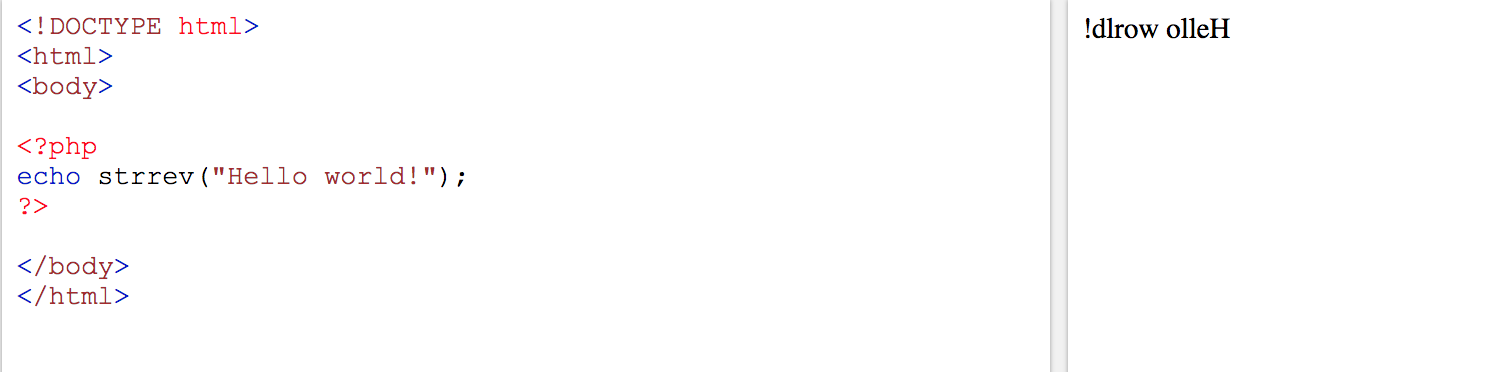 <!DOCTYPE html>
<html>
<body>
<?php
echo strrev("Hello world!");
?>
</body>
</html>
!dlrow olleH